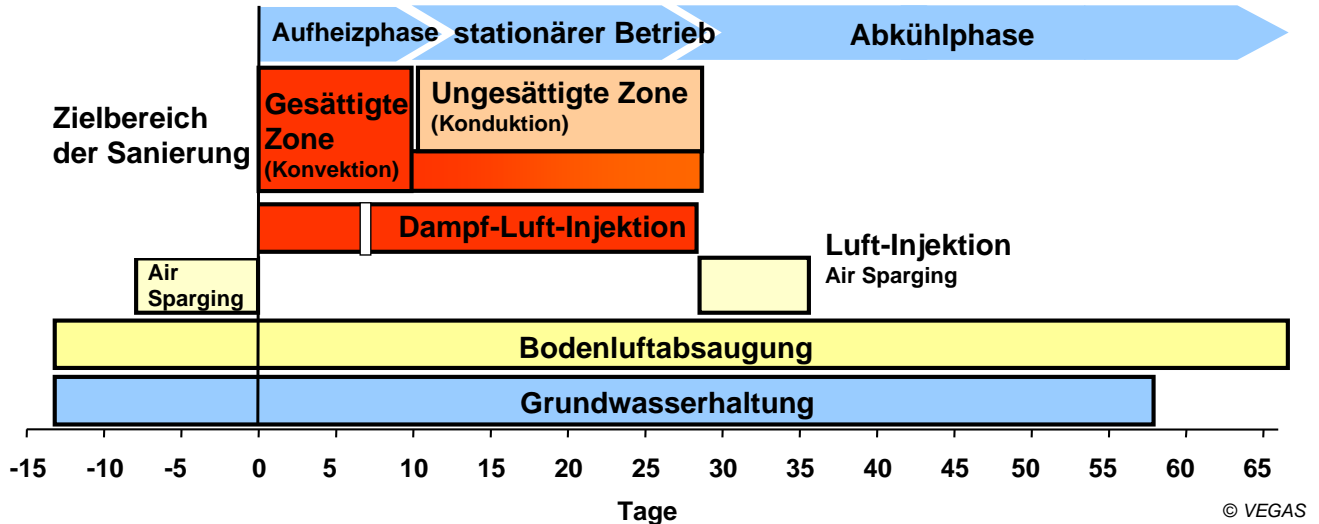 Aufheizphase
stationärer Betrieb
Abkühlphase
Zielbereich
der Sanierung
Gesättigte
Zone
(Konvektion)
Ungesättigte Zone
(Konduktion)
Dampf-Luft-Injektion
Air
Sparging
Luft-Injektion
Air Sparging
Bodenluftabsaugung
Grundwasserhaltung
-15 -10 -5 0 5 10 15 20 25 30 35 40 45 50 55 60 65
Tage
© VEGAS